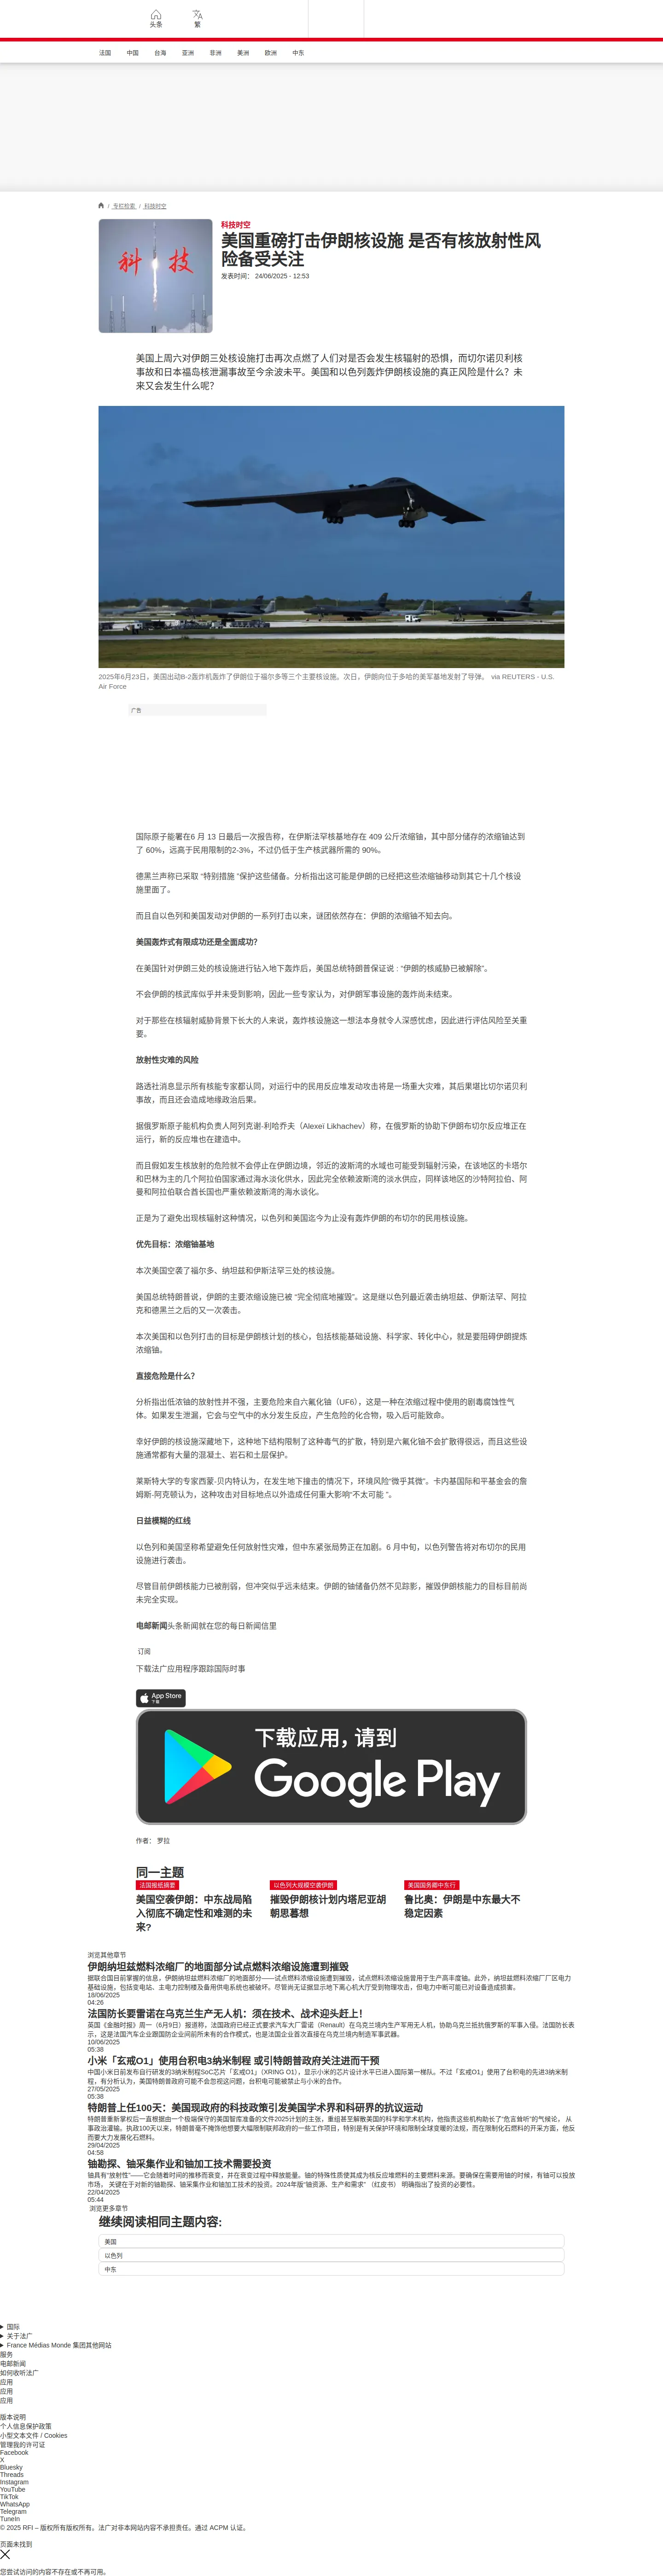 头条
繁
法国
中国
台海
亚洲
非洲
美洲
欧洲
中东
/ 专栏检索 / 科技时空
科技
科技时空
美国重磅打击伊朗核设施 是否有核放射性风
险备受关注
发表时间： 24/06/2025 - 12:53
美国上周六对伊朗三处核设施打击再次点燃了人们对是否会发生核辐射的恐惧，而切尔诺贝利核
事故和日本福岛核泄漏事故至今余波未平。美国和以色列轰炸伊朗核设施的真正风险是什么？未
来又会发生什么呢？
2025年6月23日，美国出动B-2轰炸机轰炸了伊朗位于福尔多等三个主要核设施。次日，伊朗向位于多哈的美军基地发射了导弹。 via REUTERS - U.S.
Air Force
广告
国际原子能署在6 月 13 日最后一次报告称，在伊斯法罕核基地存在 409 公斤浓缩铀，其中部分储存的浓缩铀达到
了 60%，远高于民用限制的2-3%，不过仍低于生产核武器所需的 90%。
德黑兰声称已采取 “特别措施 ”保护这些储备。分析指出这可能是伊朗的已经把这些浓缩铀移动到其它十几个核设
施里面了。
而且自以色列和美国发动对伊朗的一系列打击以来，谜团依然存在：伊朗的浓缩铀不知去向。
美国轰炸式有限成功还是全面成功？
在美国针对伊朗三处的核设施进行钻入地下轰炸后，美国总统特朗普保证说：“伊朗的核威胁已被解除”。
不会伊朗的核武库似乎并未受到影响，因此一些专家认为，对伊朗军事设施的轰炸尚未结束。
对于那些在核辐射威胁背景下长大的人来说，轰炸核设施这一想法本身就令人深感忧虑，因此进行评估风险至关重
要。
放射性灾难的风险
路透社消息显示所有核能专家都认同，对运行中的民用反应堆发动攻击将是一场重大灾难，其后果堪比切尔诺贝利
事故，而且还会造成地缘政治后果。
据俄罗斯原子能机构负责人阿列克谢-利哈乔夫（Alexeï Likhachev）称，在俄罗斯的协助下伊朗布切尔反应堆正在
运行，新的反应堆也在建造中。
而且假如发生核放射的危险就不会停止在伊朗边境，邻近的波斯湾的水域也可能受到辐射污染，在该地区的卡塔尔
和巴林为主的几个阿拉伯国家通过海水淡化供水，因此完全依赖波斯湾的淡水供应，同样该地区的沙特阿拉伯、阿
曼和阿拉伯联合酋长国也严重依赖波斯湾的海水谈化。
正是为了避免出现核辐射这种情况，以色列和美国迄今为止没有轰炸伊朗的布切尔的民用核设施。
优先目标：浓缩铀基地
本次美国空袭了福尔多、纳坦兹和伊斯法罕三处的核设施。
美国总统特朗普说，伊朗的主要浓缩设施已被 “完全彻底地摧毁”。这是继以色列最近袭击纳坦兹、伊斯法罕、阿拉
克和德黑兰之后的又一次袭击。
本次美国和以色列打击的目标是伊朗核计划的核心，包括核能基础设施、科学家、转化中心，就是要阻碍伊朗提炼
浓缩铀。
直接危险是什么？
分析指出低浓铀的放射性并不强，主要危险来自六氟化铀（UF6），这是一种在浓缩过程中使用的剧毒腐蚀性气
体。如果发生泄漏，它会与空气中的水分发生反应，产生危险的化合物，吸入后可能致命。
幸好伊朗的核设施深藏地下，这种地下结构限制了这种毒气的扩散，特别是六氟化铀不会扩散得很远，而且这些设
施通常都有大量的混凝土、岩石和土层保护。
莱斯特大学的专家西蒙-贝内特认为，在发生地下撞击的情况下，环境风险“微乎其微”。卡内基国际和平基金会的詹
姆斯-阿克顿认为，这种攻击对目标地点以外造成任何重大影响“不太可能 ”。
日益模糊的红线
以色列和美国坚称希望避免任何放射性灾难，但中东紧张局势正在加剧。6 月中旬，以色列警告将对布切尔的民用
设施进行袭击。
尽管目前伊朗核能力已被削弱，但冲突似乎远未结束。伊朗的铀储备仍然不见踪影，摧毁伊朗核能力的目标目前尚
未完全实现。
电邮新闻头条新闻就在您的每日新闻信里
订阅
下载法广应用程序跟踪国际时事
App Store
下载
下载应用，请到
Google Play
作者： 罗拉
同一主题
法国报纸摘要
美国空袭伊朗：中东战局陷
入彻底不确定性和难测的未
来?
以色列大规模空袭伊朗
摧毁伊朗核计划内塔尼亚胡
朝思暮想
美国国务卿中东行
鲁比奥：伊朗是中东最大不
稳定因素
浏览其他章节
伊朗纳坦兹燃料浓缩厂的地面部分试点燃料浓缩设施遭到摧毁
据联合国目前掌握的信息，伊朗纳坦兹燃料浓缩厂的地面部分——试点燃料浓缩设施遭到摧毁，试点燃料浓缩设施曾用于生产高丰度铀。此外，纳坦兹燃料浓缩厂厂区电力
基础设施，包括变电站、主电力控制楼及备用供电系统也被破坏。尽管尚无证据显示地下离心机大厅受到物理攻击，但电力中断可能已对设备造成损害。
18/06/2025
04:26
法国防长要雷诺在乌克兰生产无人机：须在技术、战术迎头赶上！
英国《金融时报》周一（6月9日）报道称，法国政府已经正式要求汽车大厂雷诺（Renault）在乌克兰境内生产军用无人机，协助乌克兰抵抗俄罗斯的军事入侵。法国防长表
示，这是法国汽车企业跟国防企业间前所未有的合作模式，也是法国企业首次直接在乌克兰境内制造军事武器。
10/06/2025
05:38
小米「玄戒O1」使用台积电3纳米制程 或引特朗普政府关注进而干预
中国小米日前发布自行研发的3纳米制程SoC芯片「玄戒O1」（XRING O1），显示小米的芯片设计水平已进入国际第一梯队。不过「玄戒O1」使用了台积电的先进3纳米制
程，有分析认为，美国特朗普政府可能不会忽视这问题，台积电可能被禁止与小米的合作。
27/05/2025
05:38
特朗普上任100天：美国现政府的科技政策引发美国学术界和科研界的抗议运动
特朗普重新掌权后一直根据由一个极端保守的美国智库准备的文件2025计划的主张，重组甚至解散美国的科学和学术机构，他指责这些机构助长了“危言耸听”的气候论， 从
事政治灌输。执政100天以来，特朗普毫不掩饰他想要大幅限制联邦政府的一些工作项目，特别是有关保护环境和限制全球变暖的法规，而在限制化石燃料的开采方面，他反
而要大力发展化石燃料。
29/04/2025
04:58
铀勘探、铀采集作业和铀加工技术需要投资
铀具有“放射性”——它会随着时间的推移而衰变，并在衰变过程中释放能量。铀的特殊性质使其成为核反应堆燃料的主要燃料来源。要确保在需要用铀的时候，有铀可以投放
市场， 关键在于对新的铀勘探、铀采集作业和铀加工技术的投资。2024年版“铀资源、生产和需求” （红皮书） 明确指出了投资的必要性。
22/04/2025
05:44
浏览更多章节
继续阅读相同主题内容:
美国
以色列
中东
国际
关于法广
France Médias Monde 集团其他网站
服务
电邮新闻
如何收听法广
应用
应用
应用
版本说明
个人信息保护政策
小型文本文件 / Cookies
管理我的许可证
Facebook
X
Bluesky
Threads
Instagram
YouTube
TikTok
WhatsApp
Telegram
TuneIn
© 2025 RFI – 版权所有版权所有。法广对非本网站内容不承担责任。通过 ACPM 认证。
页面未找到
您尝试访问的内容不存在或不再可用。